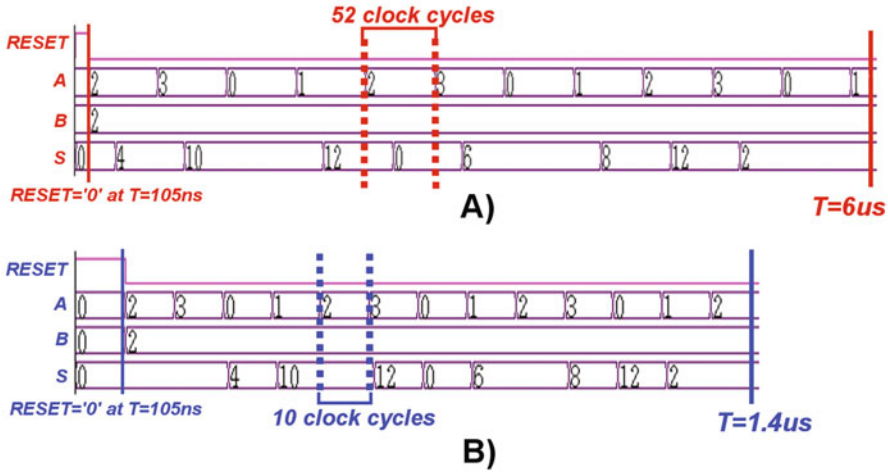 52 clock cycles
RESET
A 2 3 0 1 2 3 0 1 2 3 0 1
B 2
S 0 4 10 12 0 6 8 12 2
RESET='0' at T=105ns
A)
T=6us
RESET
A 0 2 3 0 1 2 3 0 1 2 3 0 1 2
B 0 2
S 0 4 10 12 0 6 8 12 2
RESET='0' at T=105ns
10 clock cycles
T=1.4us
B)